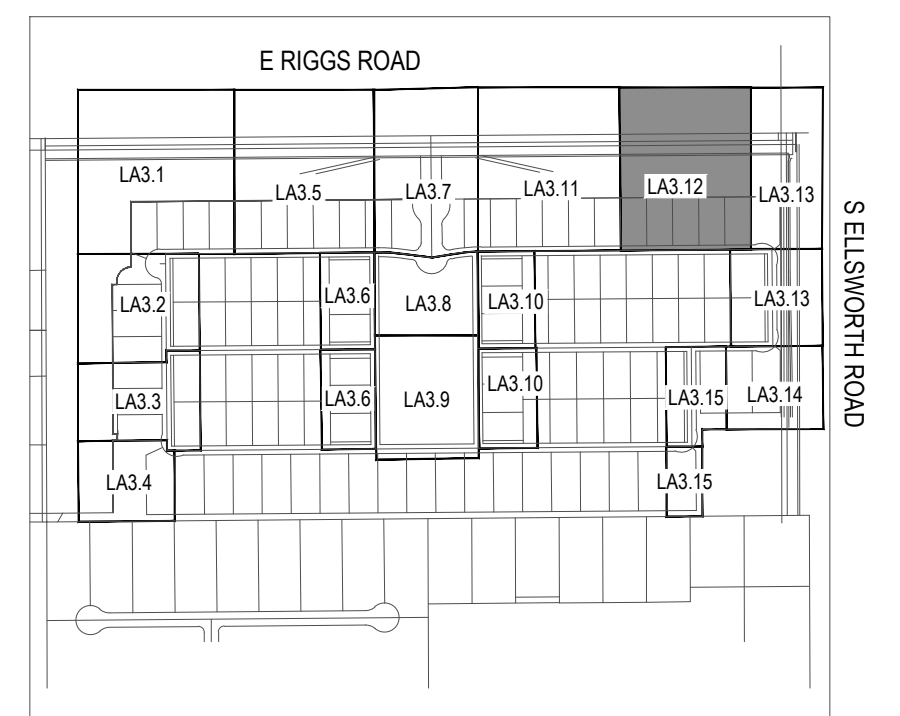 E RIGGS ROAD
LA3.1
LA3.5
LA3.7
LA3.11
LA3.12
LA3.13
S ELLSWORTH ROAD
LA3.2
LA3.6
LA3.8
LA3.10
LA3.13
LA3.3
LA3.6
LA3.9
LA3.10
LA3.15
LA3.14
LA3.4
LA3.15